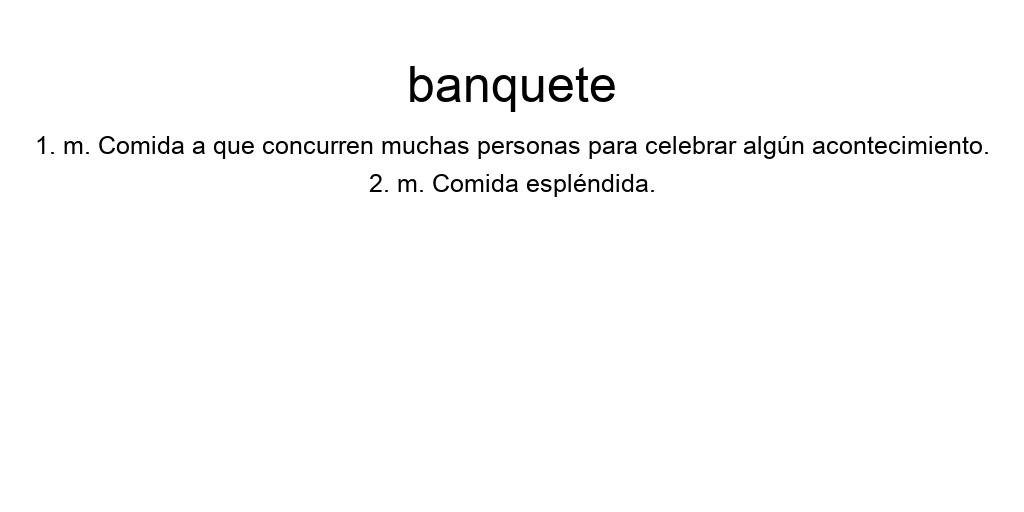 banquete
1. m. Comida a que concurren muchas personas para celebrar algún acontecimiento.
2. m. Comida espléndida.